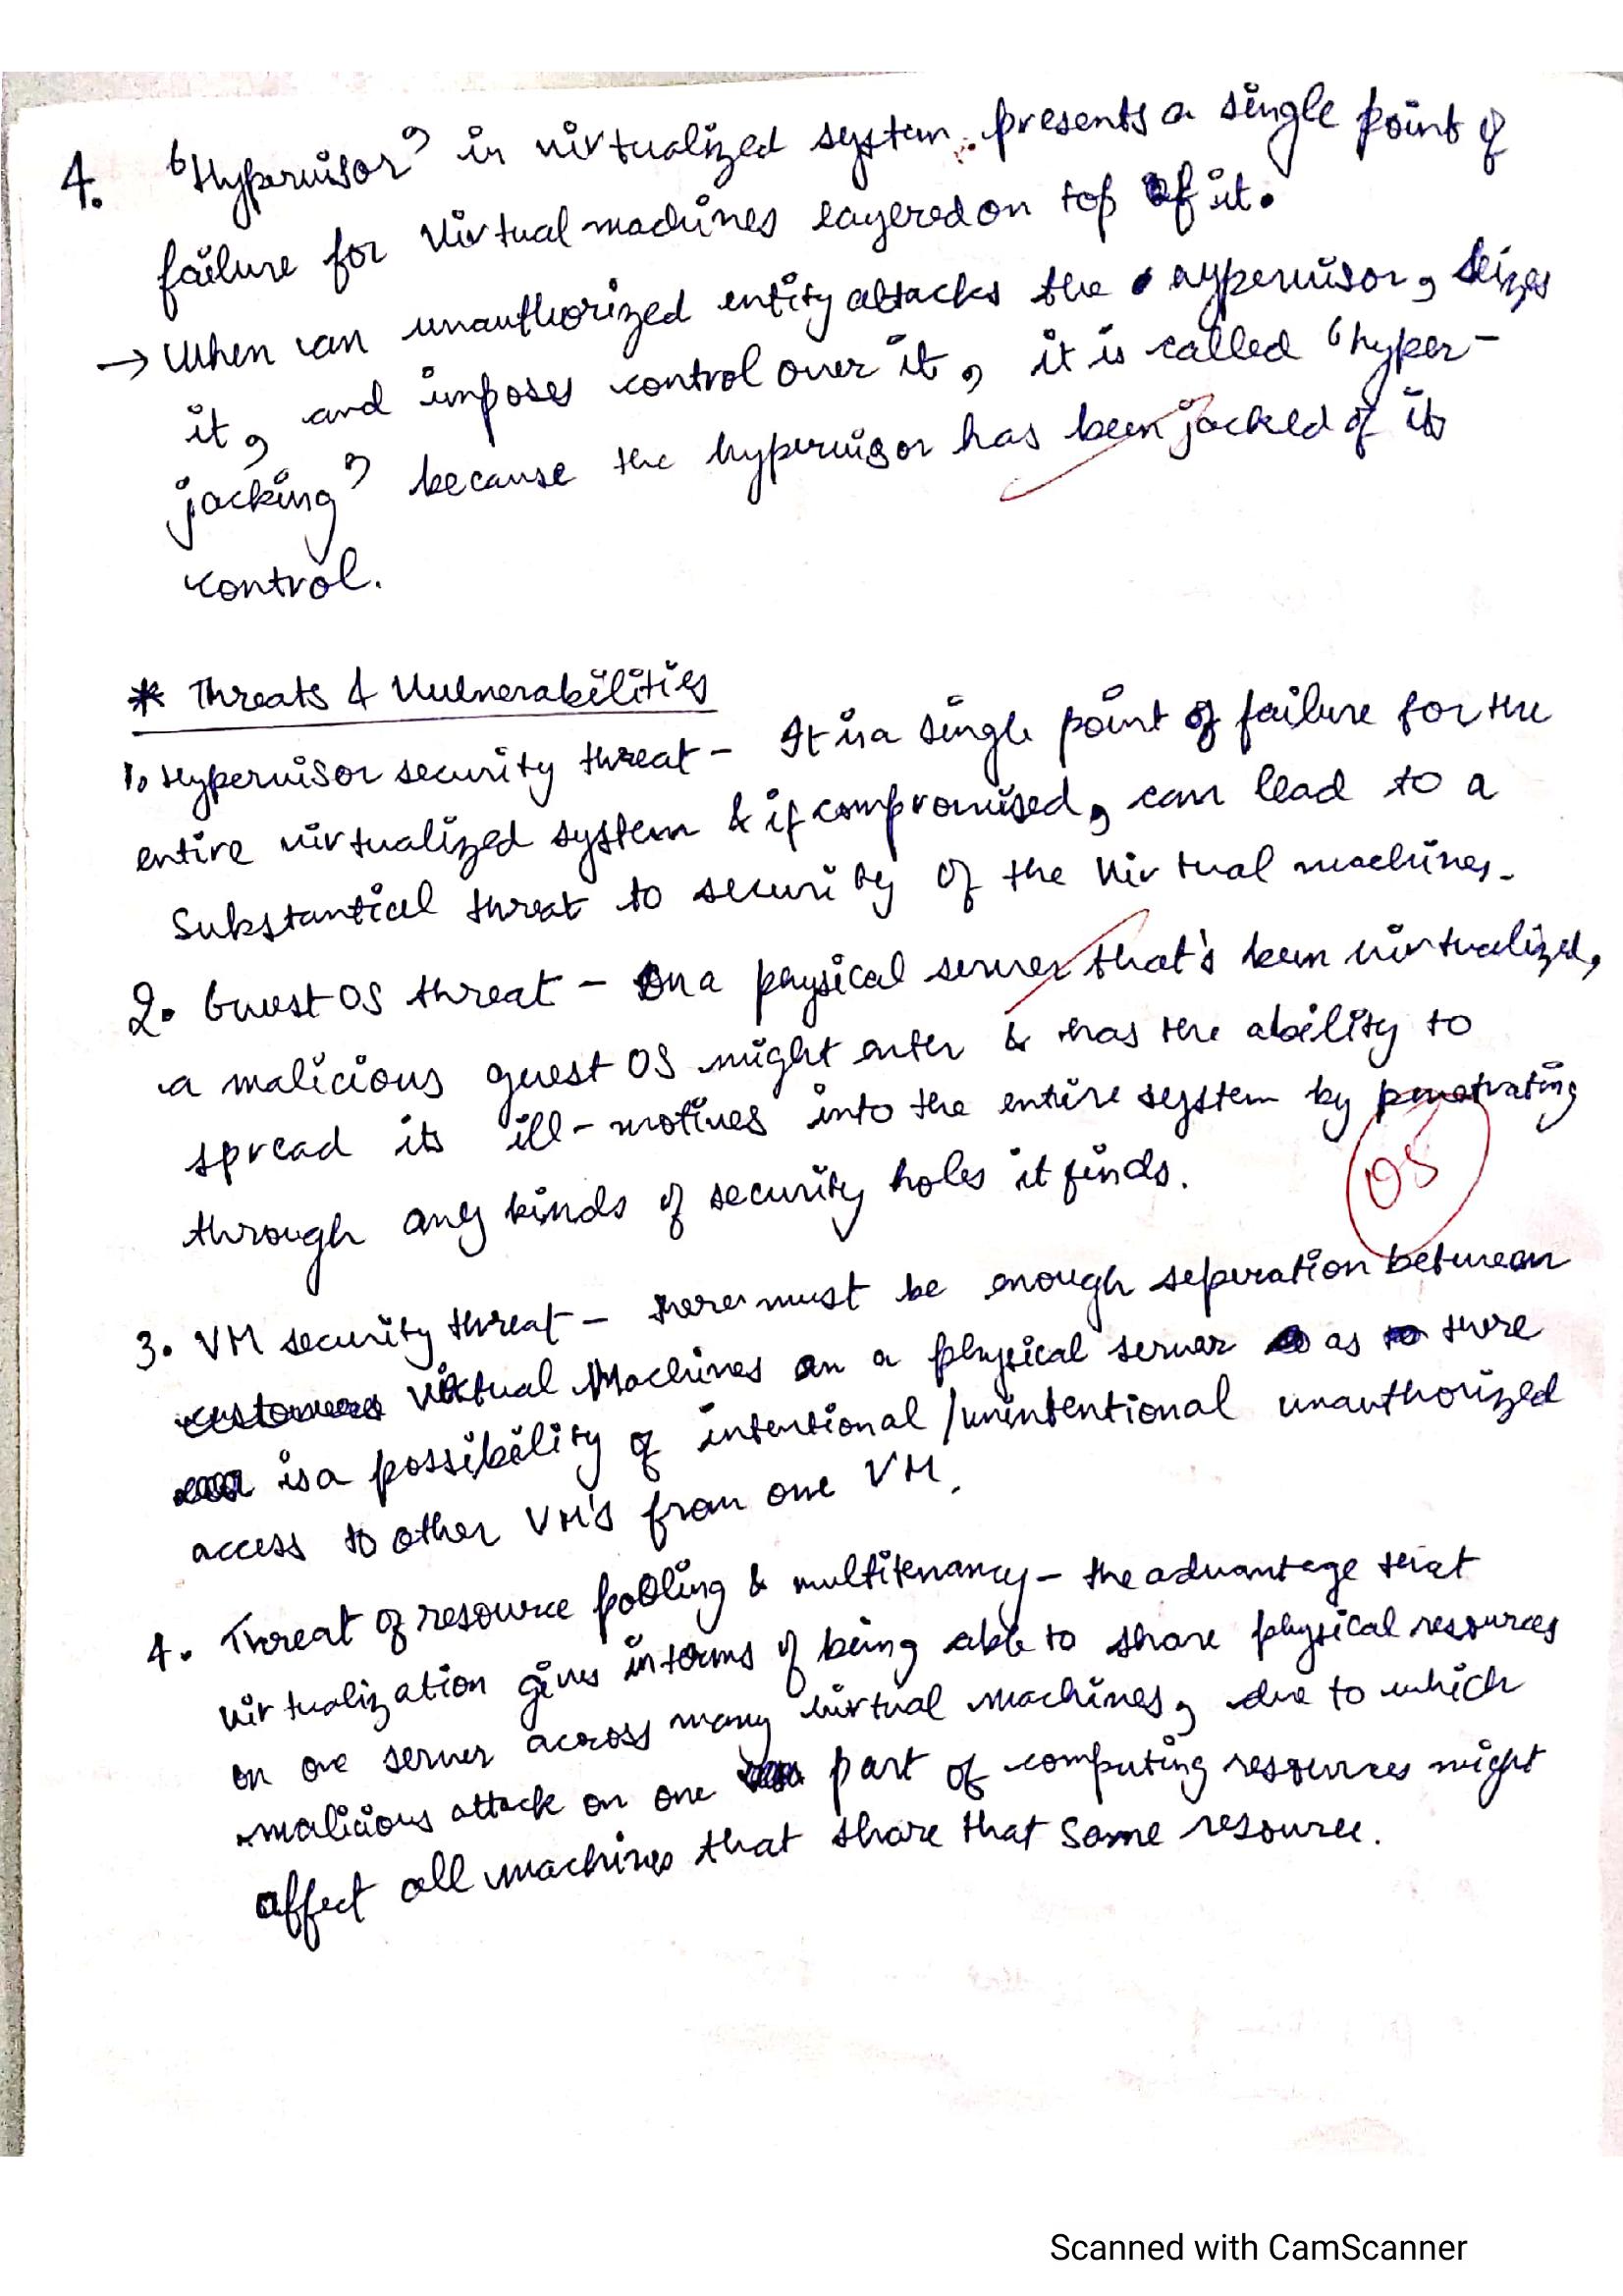 4. "Hypervisor" in virtualized system presents a single point of
failure for virtual machines layered on top of it.
→ When an unauthorized entity attacks the hypervisor, seizes
it, and imposes control over it, it is called "hyper-
jacking" because the hypervisor has been jacked of its
control.
* Threats & Vulnerabilities
1. Hypervisor security threat - It is a single point of failure for the
entire virtualized system & if compromised, can lead to a
substantial threat to security of the virtual machines.
2. Guest OS threat - On a physical server that's been virtualized,
a malicious guest OS might enter & has the ability to
spread its ill-motives into the entire system by penetrating
through any kinds of security holes it finds.
05
3. VM security threat - There must be enough seperation between
customers virtual Machines on a physical server as there
is a possibility of intentional/unintentional unauthorized
access to other VM's from one VM.
4. Threat of resource pooling & multitenancy - the advantage that
virtualization gives in terms of being able to share physical resources
on one server across many virtual machines, due to which
malicious attack on one part of computing resources might
affect all machines that share that same resource.
Scanned with CamScanner